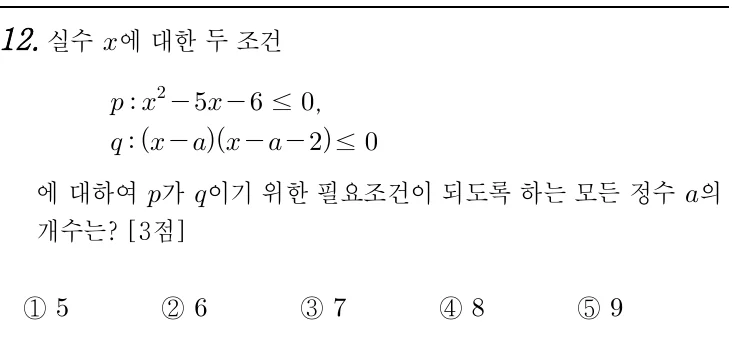 12. 실수 x에 대한 두 조건
p : x² − 5x − 6 ≤ 0,
q : (x − a)(x − a − 2) ≤ 0
에 대하여 p가 q이기 위한 필요조건이 되도록 하는 모든 정수 a의
개수는? [3점]
① 5 ② 6 ③ 7 ④ 8 ⑤ 9